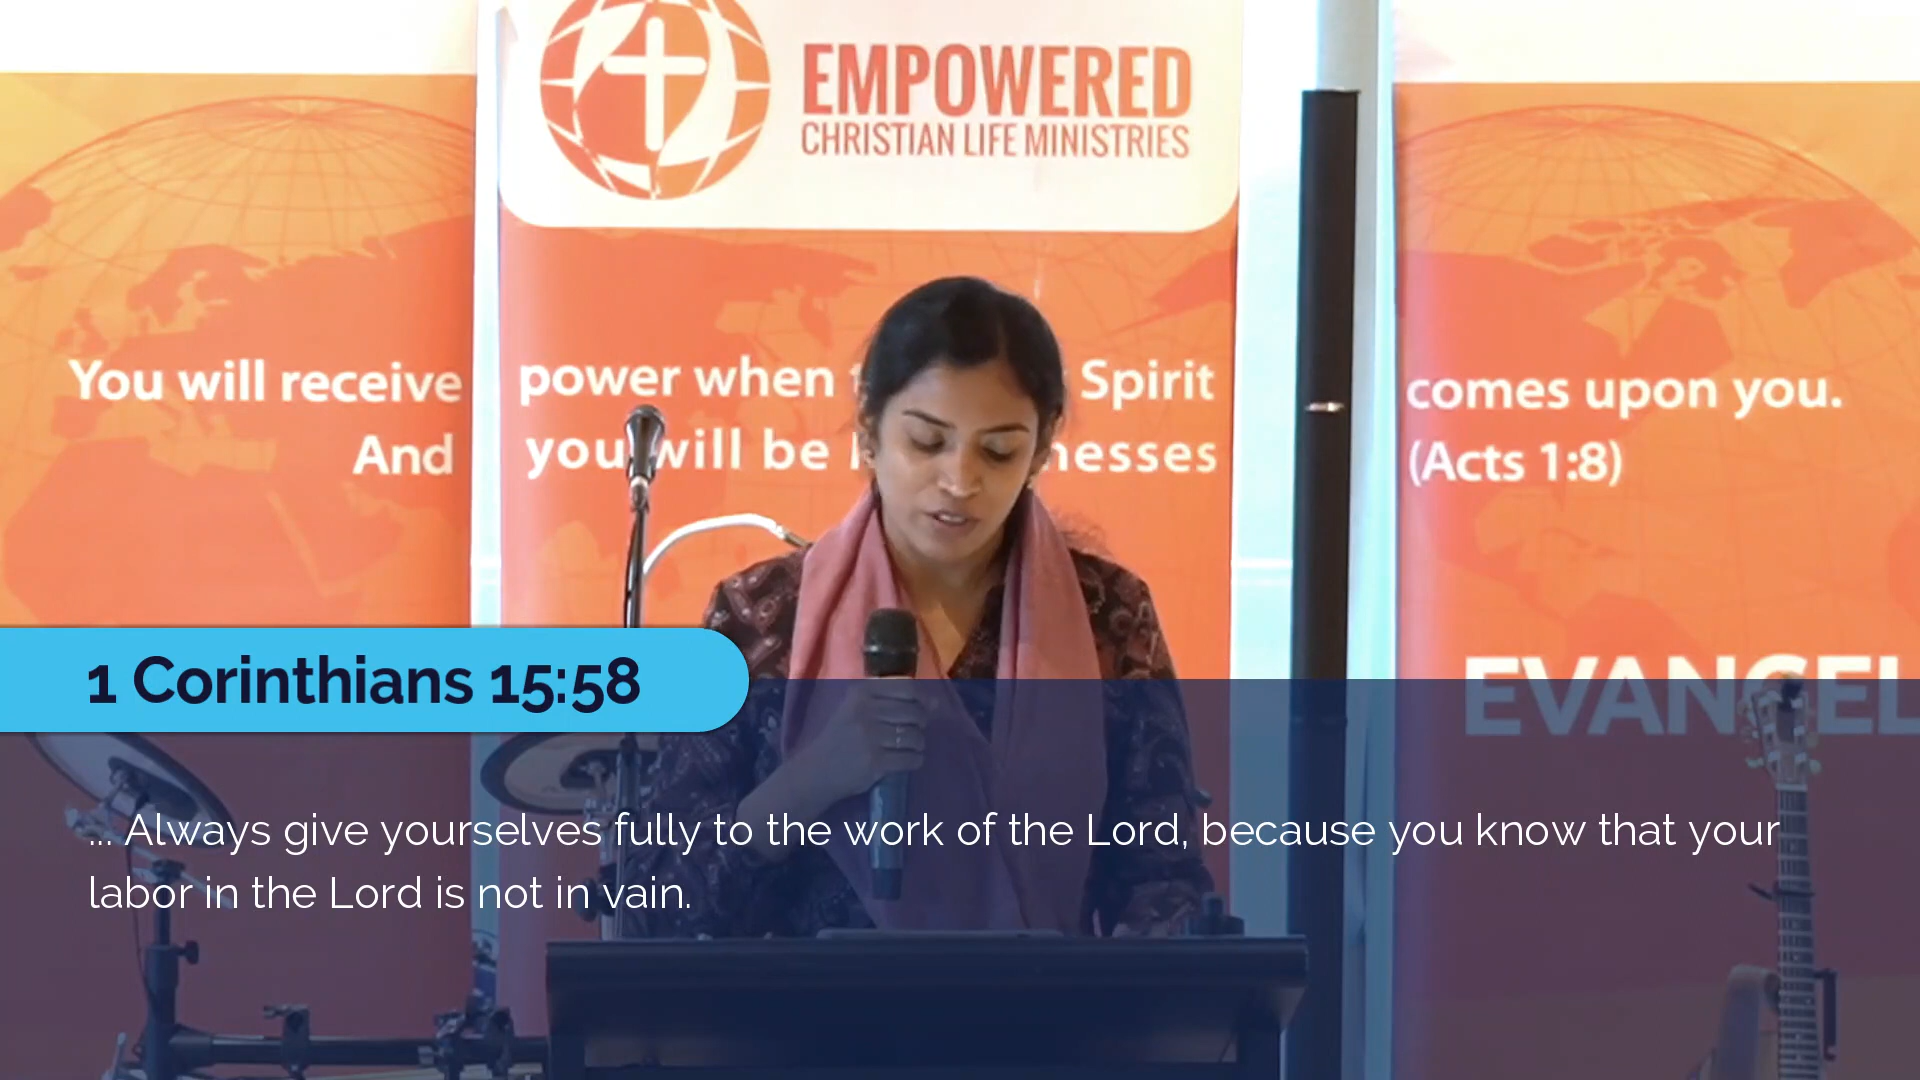 EMPOWERED
CHRISTIAN LIFE MINISTRIES
You will receive power when Spirit comes upon you.
And you will be (Acts 1:8)
1 Corinthians 15:58
... Always give yourselves fully to the work of the Lord, because you know that your
labor in the Lord is not in vain.